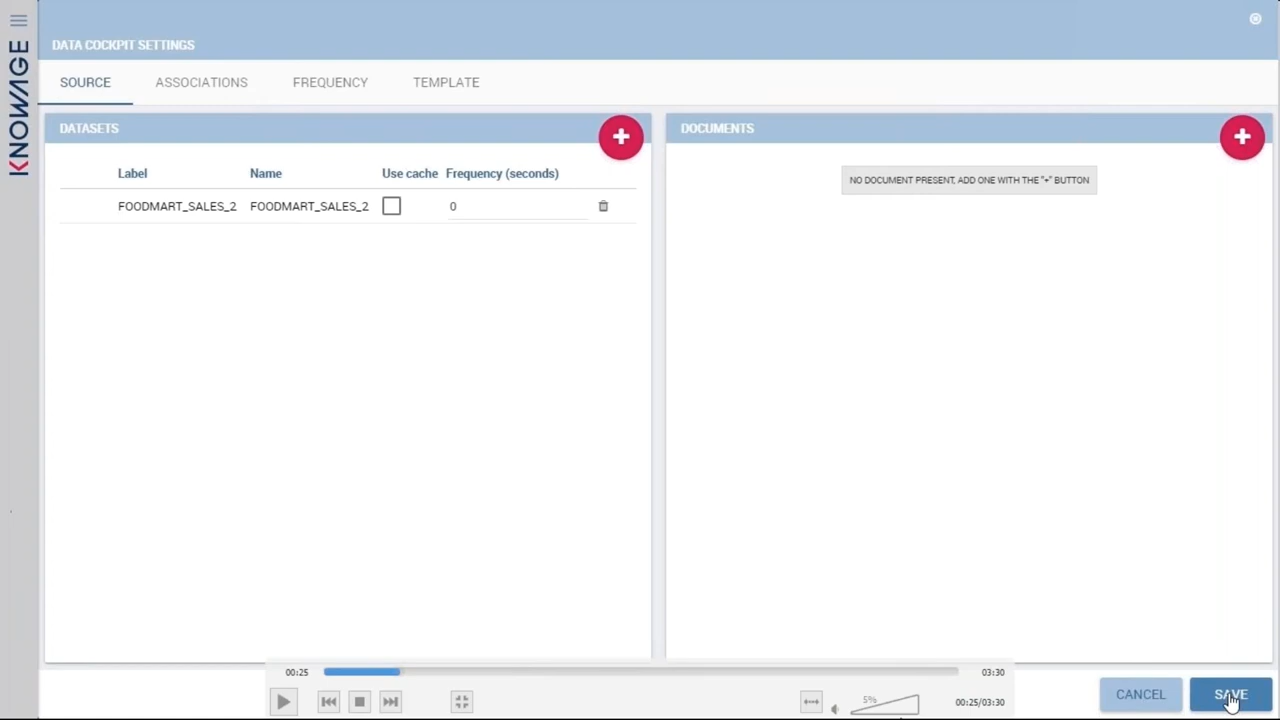 KNOWAGE
DATA COCKPIT SETTINGS
SOURCE ASSOCIATIONS FREQUENCY TEMPLATE
DATASETS
Label Name Use cache Frequency (seconds)
FOODMART_SALES_2 FOODMART_SALES_2 0
DOCUMENTS
NO DOCUMENT PRESENT, ADD ONE WITH THE "+" BUTTON
00:25 03:30
5% 00:25/03:30
CANCEL SAVE